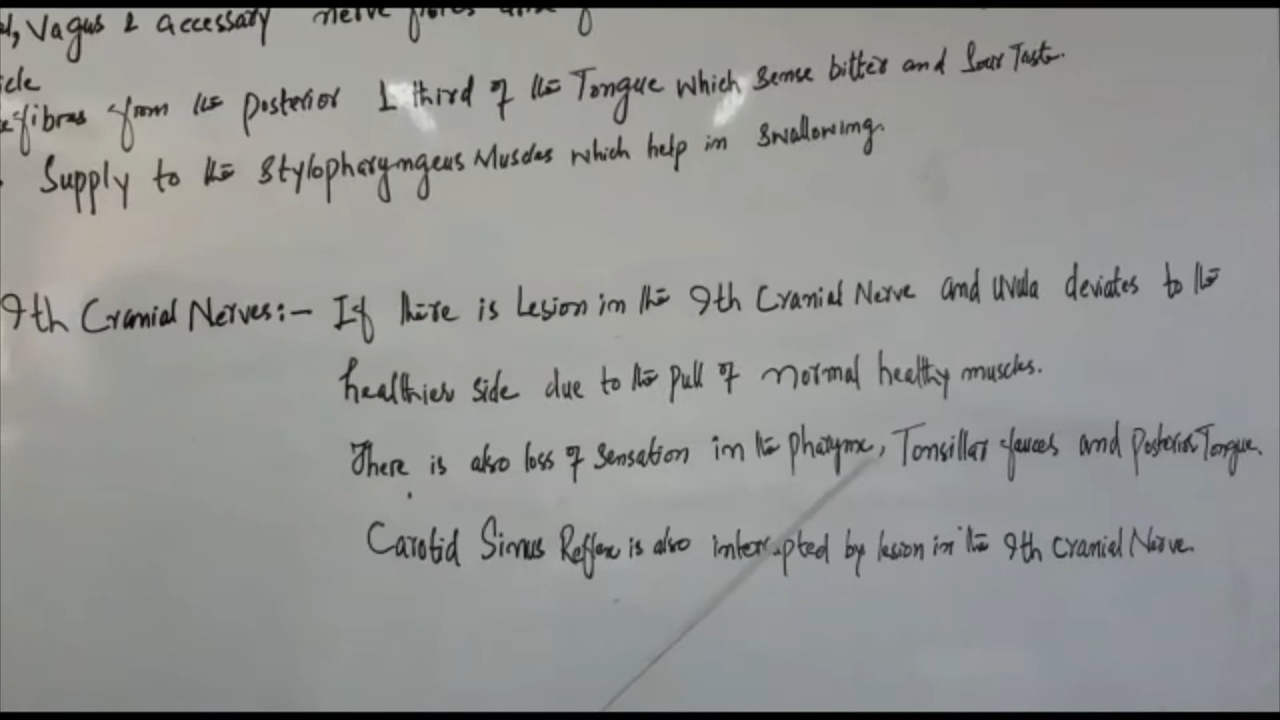 Vagus & accessary nerve fibres
fibres from the posterior 1 third of the Tongue which sense bitter and Sour Taste.
Supply to the Stylopharyngeus Muscles which help in Swallowing.
9th Cranial Nerves:- If there is Lesion in the 9th Cranial Nerve and uvula deviates to the
healthier side due to the pull of normal healthy muscles.
There is also loss of sensation in the pharynx, Tonsillar fauces and posterior Tongue.
Carotid Sinus Reflex is also interrupted by lesion in the 9th cranial Nerve.